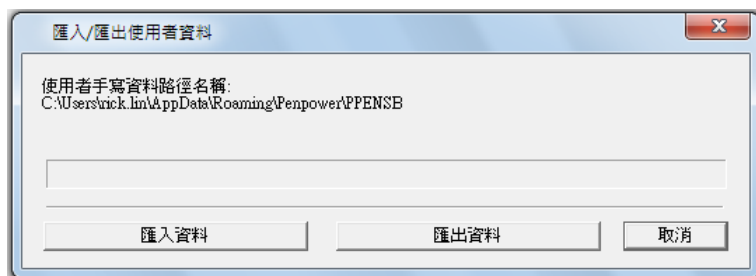 匯入/匯出使用者資料
使用者手寫資料路徑名稱:
C:\Users\rick.lin\AppData\Roaming\Penpower\PPENSB
匯入資料
匯出資料
取消